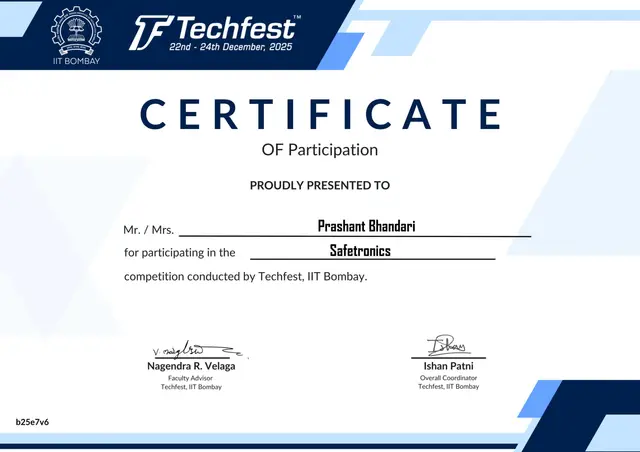 Techfest™
22nd - 24th December, 2025
IIT BOMBAY
CERTIFICATE
OF Participation
PROUDLY PRESENTED TO
Mr. / Mrs. Prashant Bhandari
for participating in the Safetronics
competition conducted by Techfest, IIT Bombay.
Nagendra R. Velaga
Faculty Advisor
Techfest, IIT Bombay
Ishan Patni
Overall Coordinator
Techfest, IIT Bombay
b25e7v6